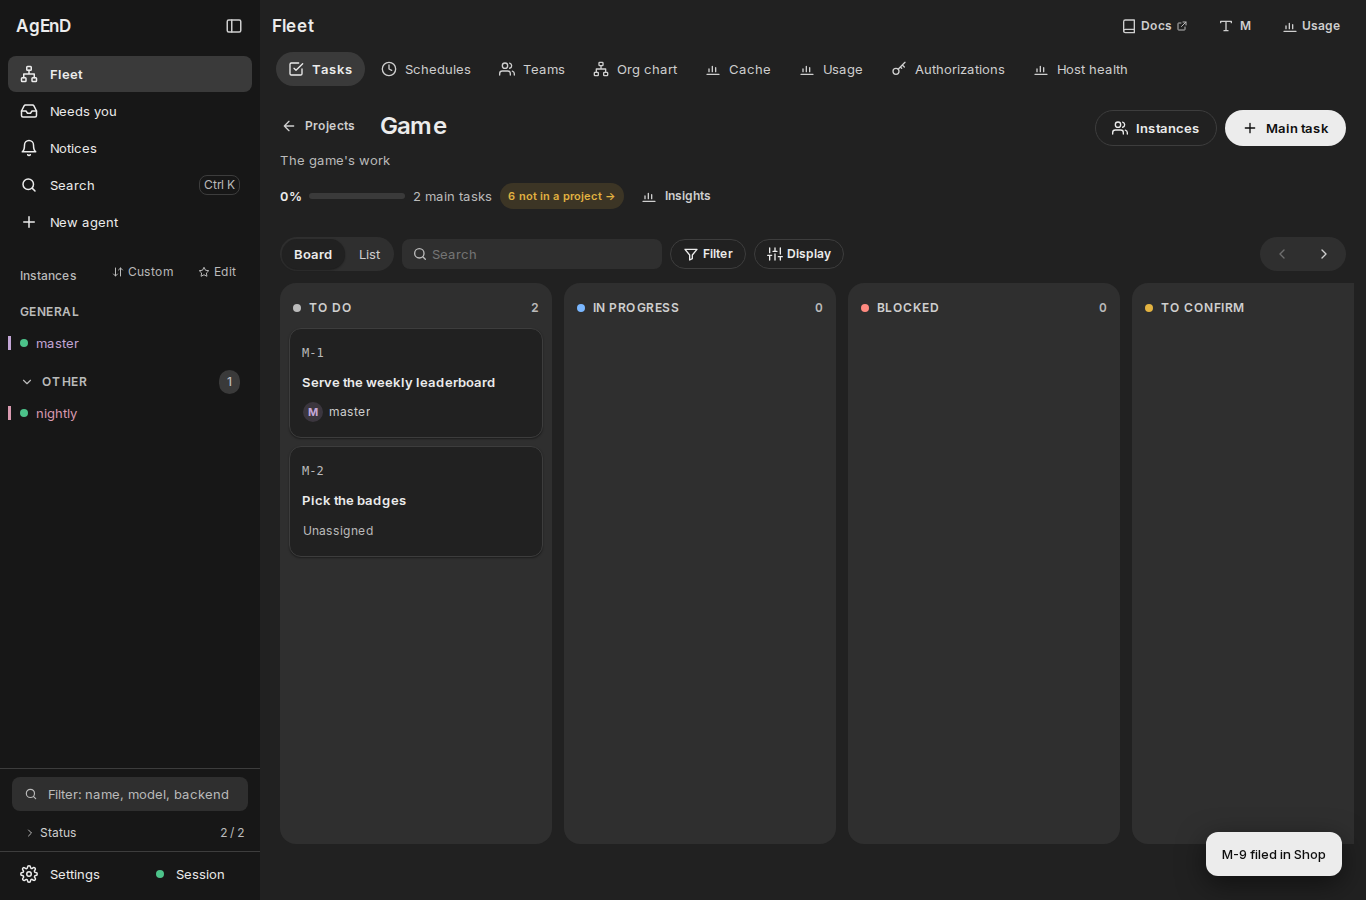 AgEnD
Fleet
Needs you
Notices
Search Ctrl K
New agent
Instances Custom Edit
GENERAL
master
OTHER 1
nightly
Filter: name, model, backend
Status 2 / 2
Settings Session
Fleet
Docs M Usage
Tasks Schedules Teams Org chart Cache Usage Authorizations Host health
Projects Game
Instances Main task
The game's work
0% 2 main tasks 6 not in a project → Insights
Board List Search Filter Display
TO DO 2
M-1
Serve the weekly leaderboard
M master
M-2
Pick the badges
Unassigned
IN PROGRESS 0
BLOCKED 0
TO CONFIRM
M-9 filed in Shop